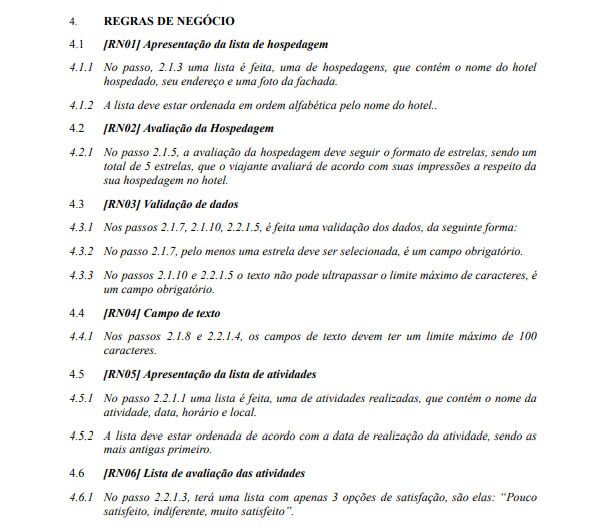 4. REGRAS DE NEGÓCIO
4.1 [RN01] Apresentação da lista de hospedagem
4.1.1 No passo, 2.1.3 uma lista é feita, uma de hospedagens, que contém o nome do hotel
hospedado, seu endereço e uma foto da fachada.
4.1.2 A lista deve estar ordenada em ordem alfabética pelo nome do hotel..
4.2 [RN02] Avaliação da Hospedagem
4.2.1 No passo 2.1.5, a avaliação da hospedagem deve seguir o formato de estrelas, sendo um
total de 5 estrelas, que o viajante avaliará de acordo com suas impressões a respeito da
sua hospedagem no hotel.
4.3 [RN03] Validação de dados
4.3.1 Nos passos 2.1.7, 2.1.10, 2.2.1.5, é feita uma validação dos dados, da seguinte forma:
4.3.2 No passo 2.1.7, pelo menos uma estrela deve ser selecionada, é um campo obrigatório.
4.3.3 No passos 2.1.10 e 2.2.1.5 o texto não pode ultrapassar o limite máximo de caracteres, é
um campo obrigatório.
4.4 [RN04] Campo de texto
4.4.1 Nos passos 2.1.8 e 2.2.1.4, os campos de texto devem ter um limite máximo de 100
caracteres.
4.5 [RN05] Apresentação da lista de atividades
4.5.1 No passo 2.2.1.1 uma lista é feita, uma de atividades realizadas, que contém o nome da
atividade, data, horário e local.
4.5.2 A lista deve estar ordenada de acordo com a data de realização da atividade, sendo as
mais antigas primeiro.
4.6 [RN06] Lista de avaliação das atividades
4.6.1 No passo 2.2.1.3, terá uma lista com apenas 3 opções de satisfação, são elas: “Pouco
satisfeito, indiferente, muito satisfeito”.